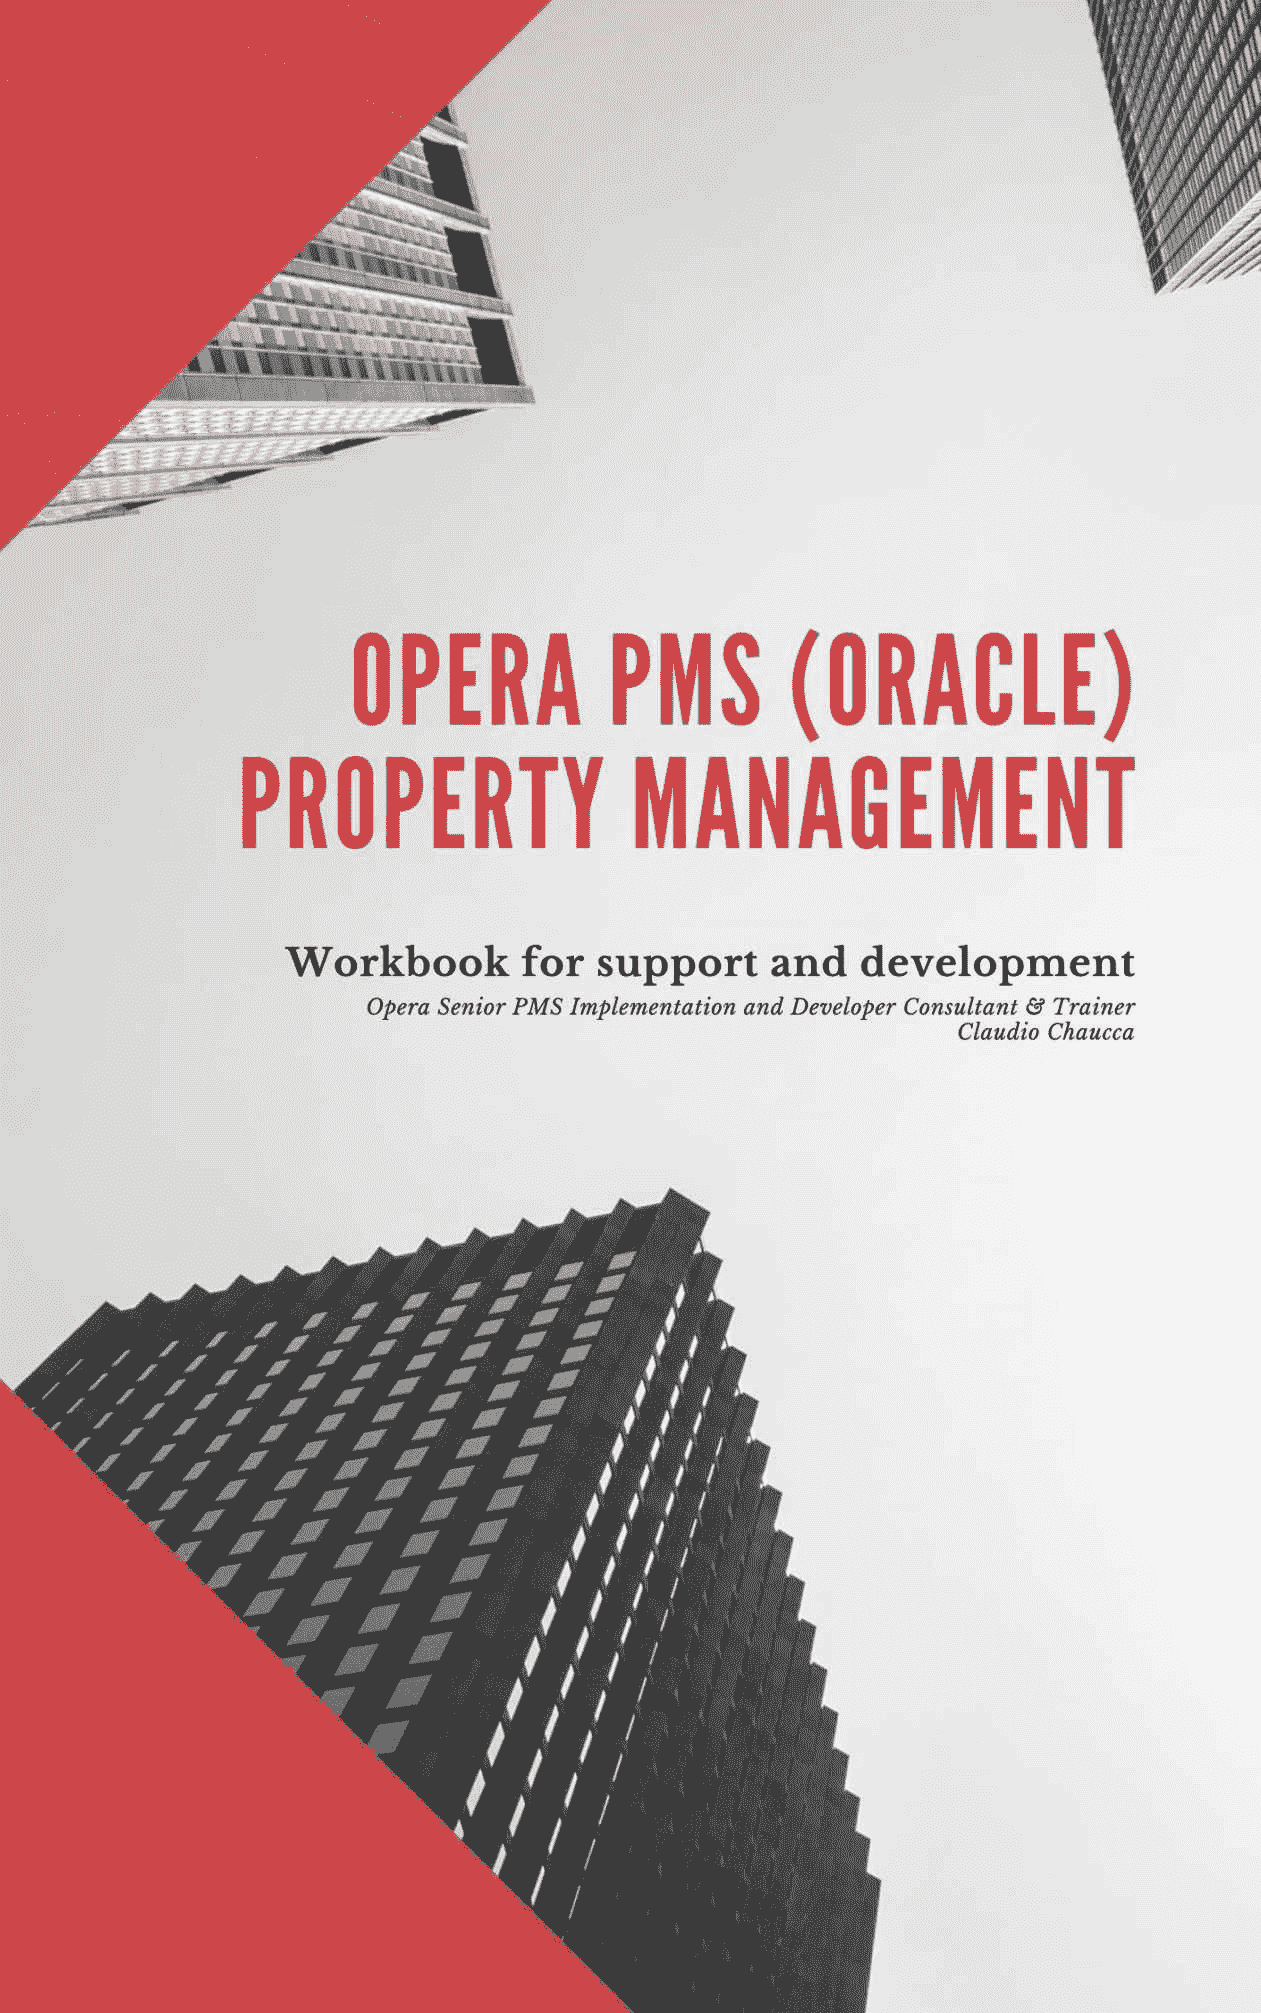 OPERA PMS (ORACLE)
PROPERTY MANAGEMENT
Workbook for support and development
Opera Senior PMS Implementation and Developer Consultant & Trainer
Claudio Chaucca